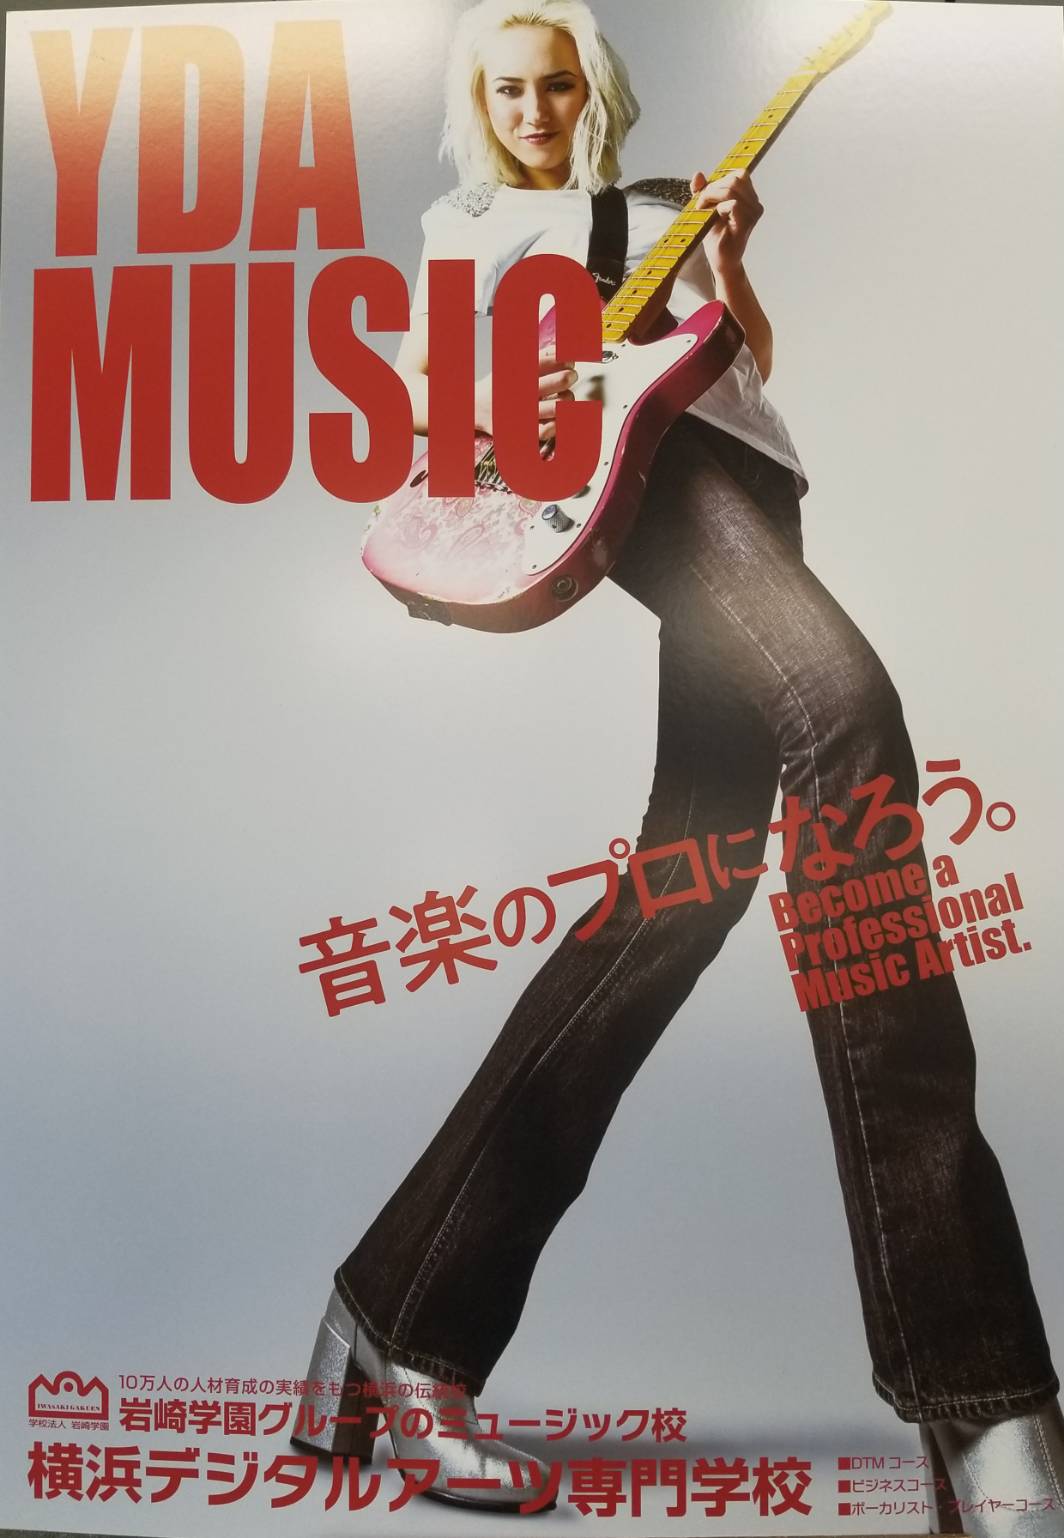 YDA
MUSIC
Fender
音楽のプロになろう。
Become a
Professional
Music Artist.
10万人の人材育成の実績をもつ横浜の伝統校
IWASAKI GAKUEN
学校法人 岩崎学園
岩崎学園グループのミュージック校
横浜デジタルアーツ専門学校
■DTMコース
■ビジネスコース
■ボーカリスト・プレイヤーコース